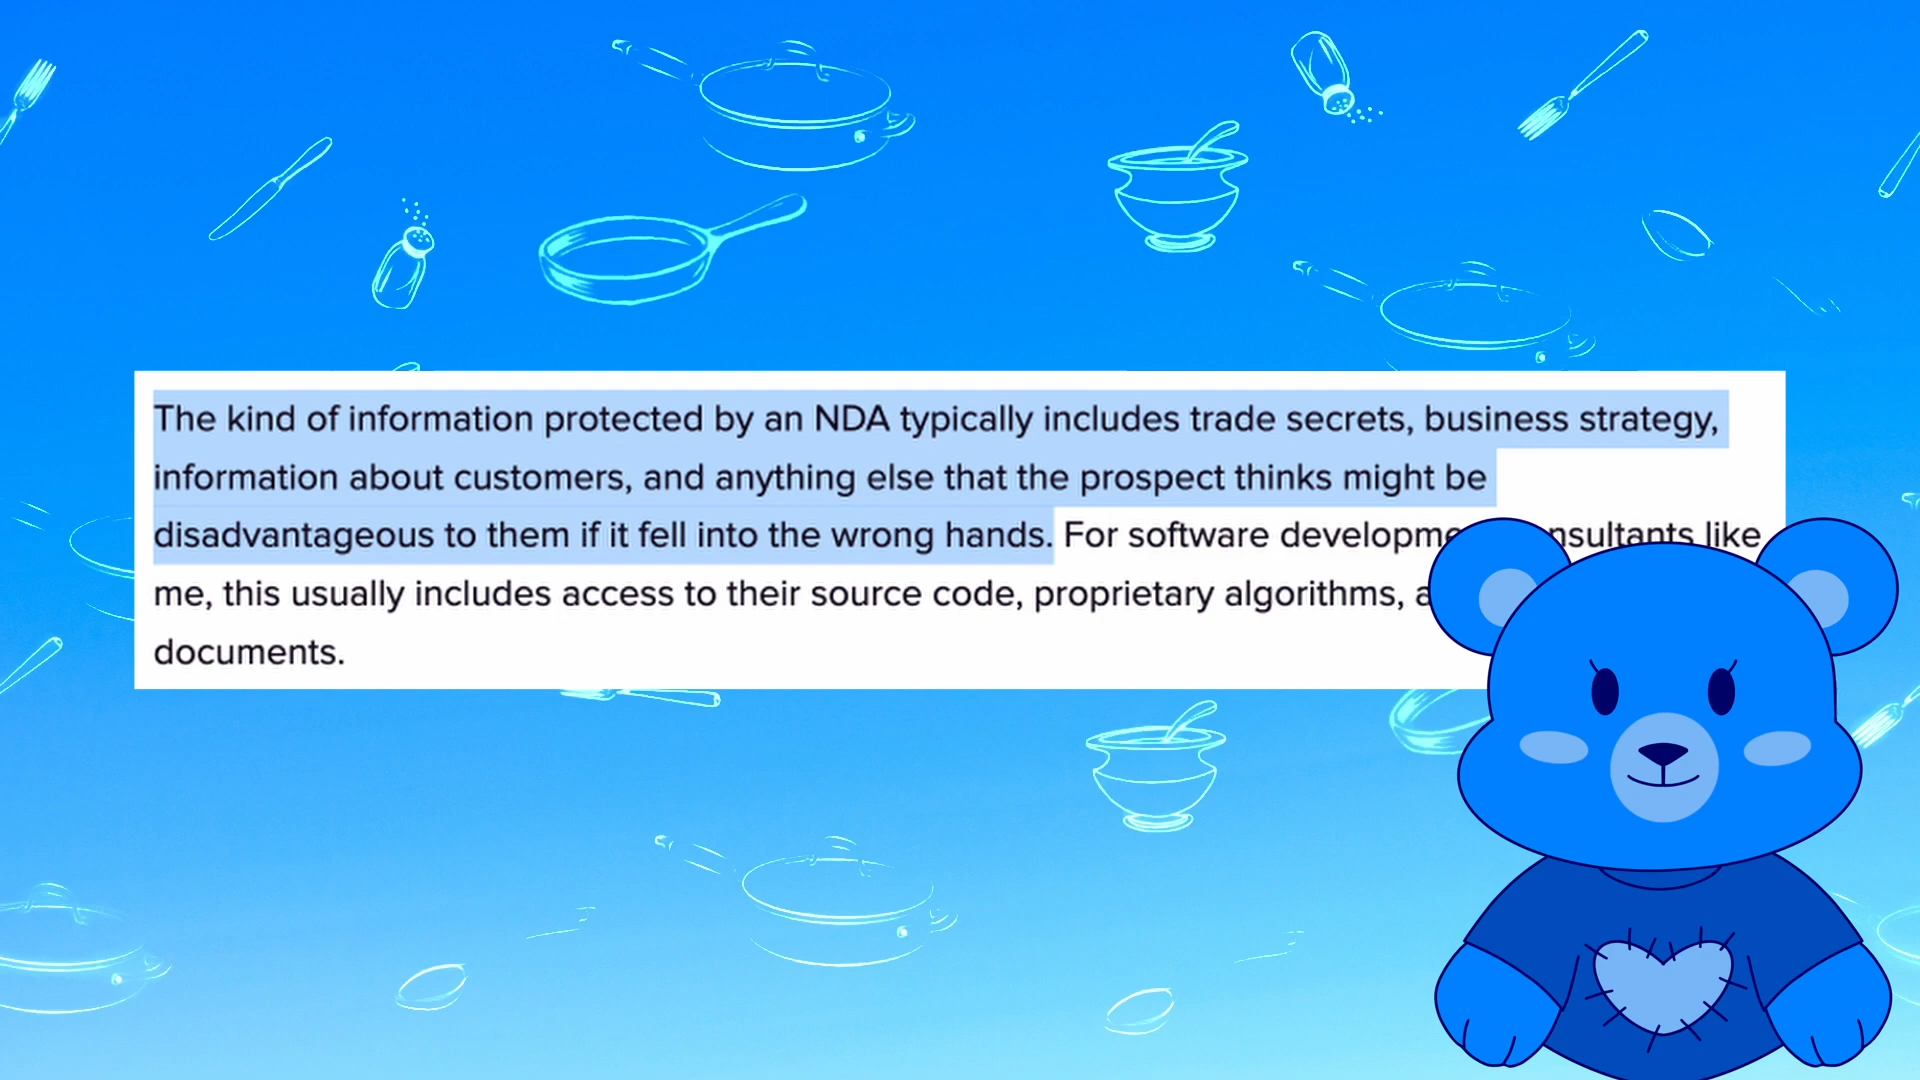 The kind of information protected by an NDA typically includes trade secrets, business strategy,
information about customers, and anything else that the prospect thinks might be
disadvantageous to them if it fell into the wrong hands. For software like
me, this usually includes access to their source code, proprietary algorithms,
documents.